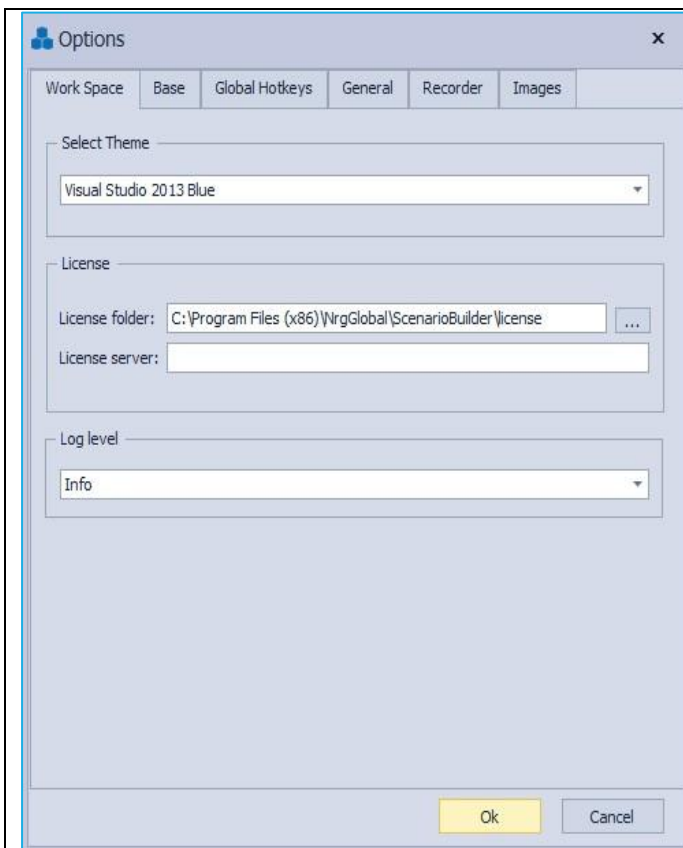 Options
Work Space Base Global Hotkeys General Recorder Images
Select Theme
Visual Studio 2013 Blue
License
License folder: C:\Program Files (x86)\NrgGlobal\ScenarioBuilder\license ...
License server:
Log level
Info
Ok Cancel